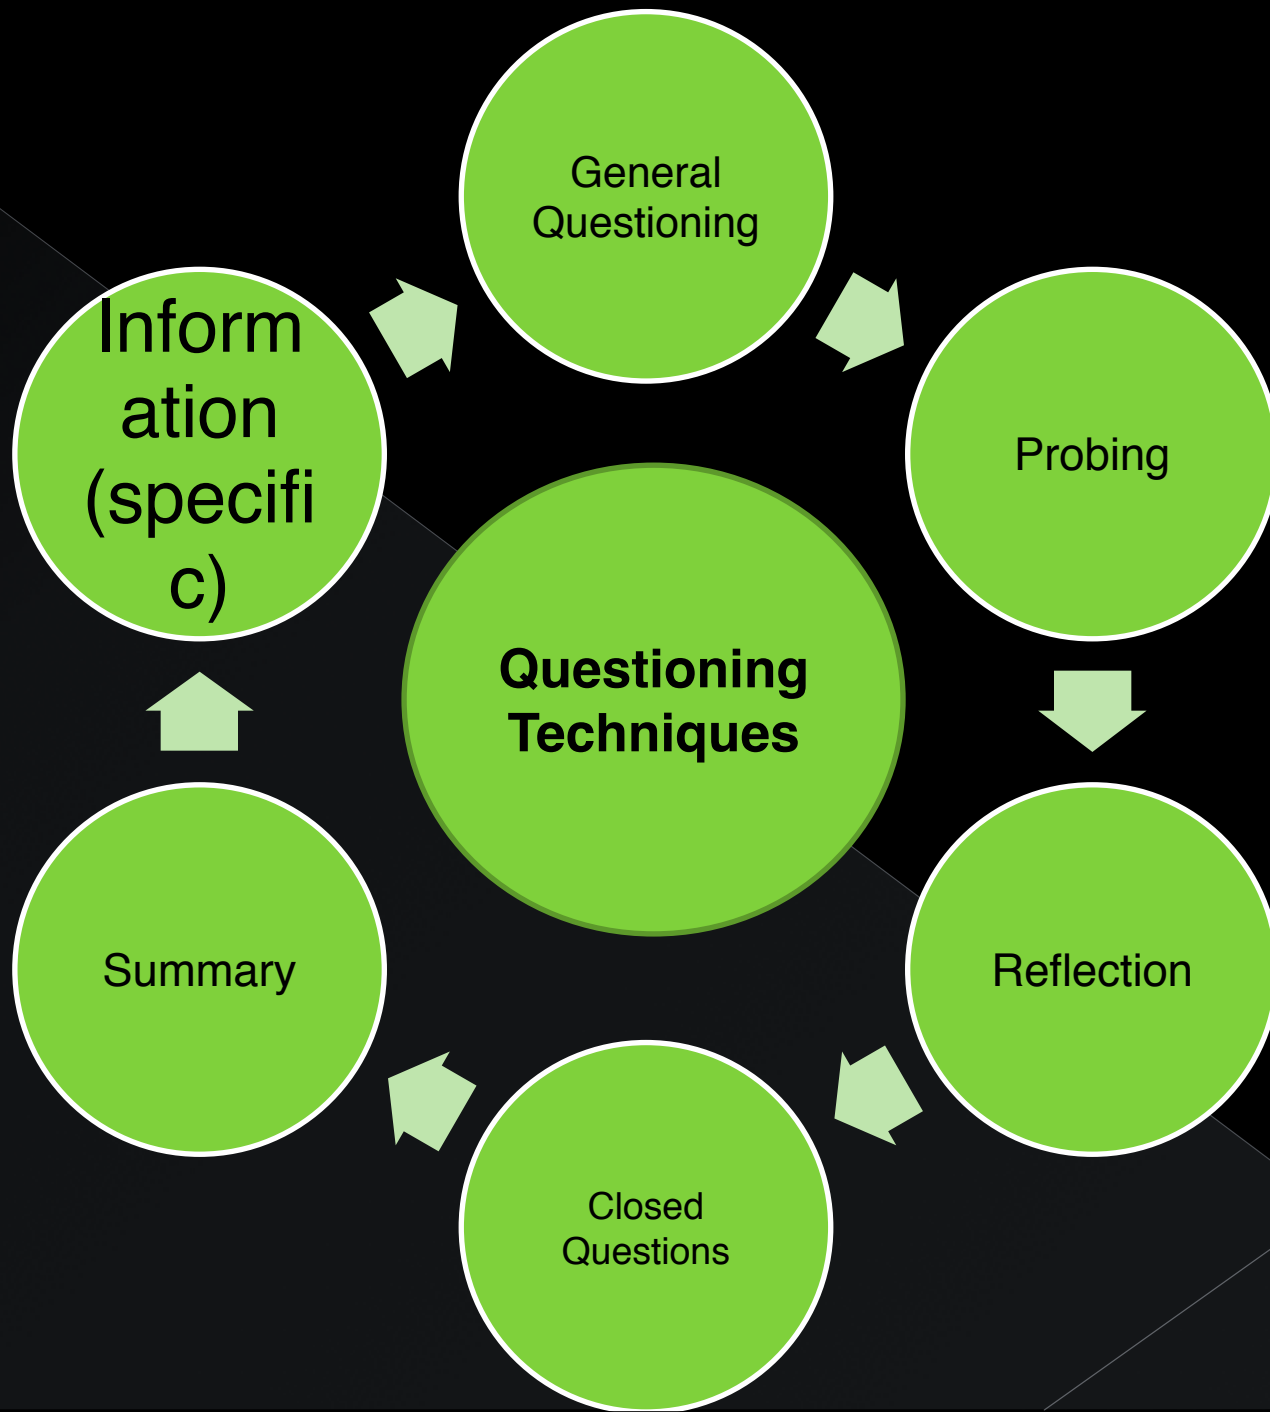 General
Questioning
Inform
ation
(specifi
c)
Probing
Questioning
Techniques
Summary
Reflection
Closed
Questions